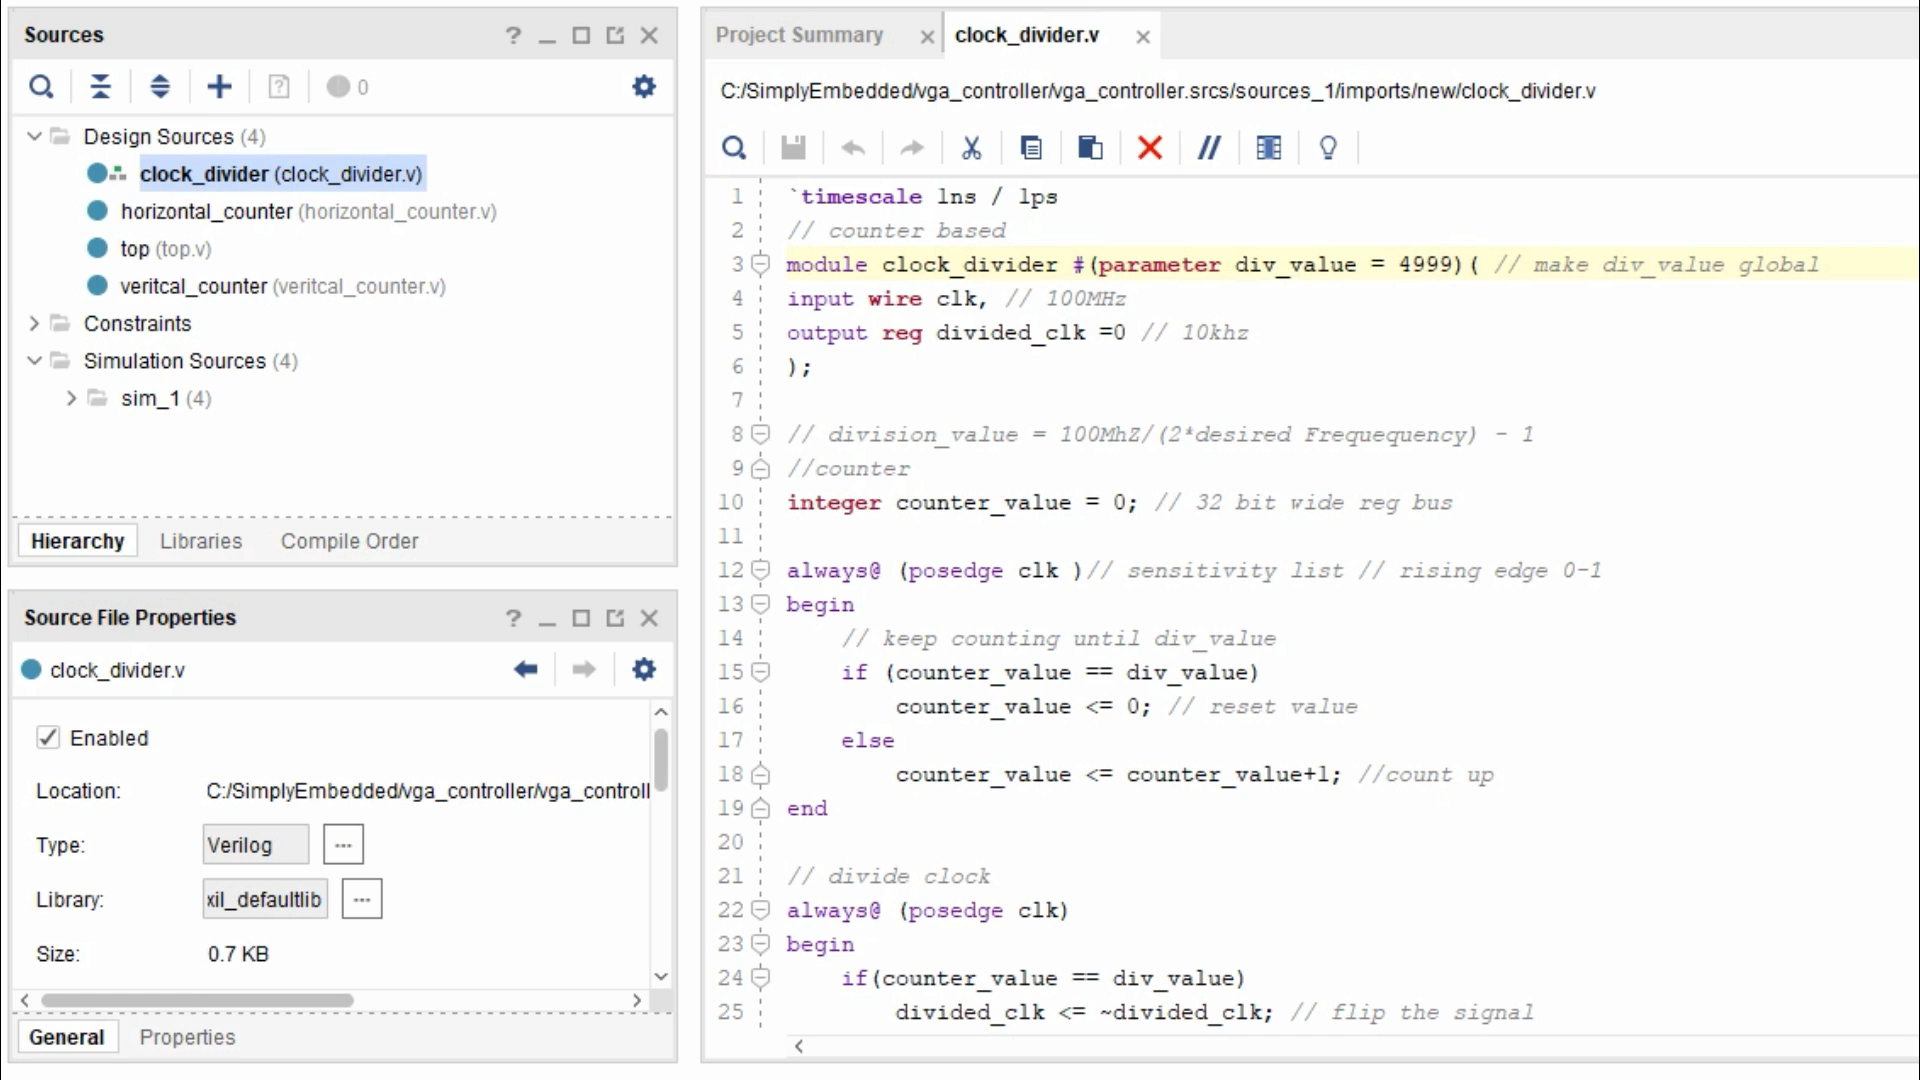 Sources
0
Design Sources (4)
clock_divider (clock_divider.v)
horizontal_counter (horizontal_counter.v)
top (top.v)
veritcal_counter (veritcal_counter.v)
Constraints
Simulation Sources (4)
sim_1 (4)
Hierarchy Libraries Compile Order
Source File Properties
clock_divider.v
Enabled
Location: C:/SimplyEmbedded/vga_controller/vga_controll
Type: Verilog ...
Library: xil_defaultlib ...
Size: 0.7 KB
General Properties
Project Summary clock_divider.v
C:/SimplyEmbedded/vga_controller/vga_controller.srcs/sources_1/imports/new/clock_divider.v
1 `timescale 1ns / 1ps
2 // counter based
3 module clock_divider #(parameter div_value = 4999)( // make div_value global
4 input wire clk, // 100MHz
5 output reg divided_clk =0 // 10khz
6 );
7
8 // division_value = 100MhZ/(2*desired Frequequency) - 1
9 //counter
10 integer counter_value = 0; // 32 bit wide reg bus
11
12 always@ (posedge clk )// sensitivity list // rising edge 0-1
13 begin
14 // keep counting until div_value
15 if (counter_value == div_value)
16 counter_value <= 0; // reset value
17 else
18 counter_value <= counter_value+1; //count up
19 end
20
21 // divide clock
22 always@ (posedge clk)
23 begin
24 if(counter_value == div_value)
25 divided_clk <= ~divided_clk; // flip the signal